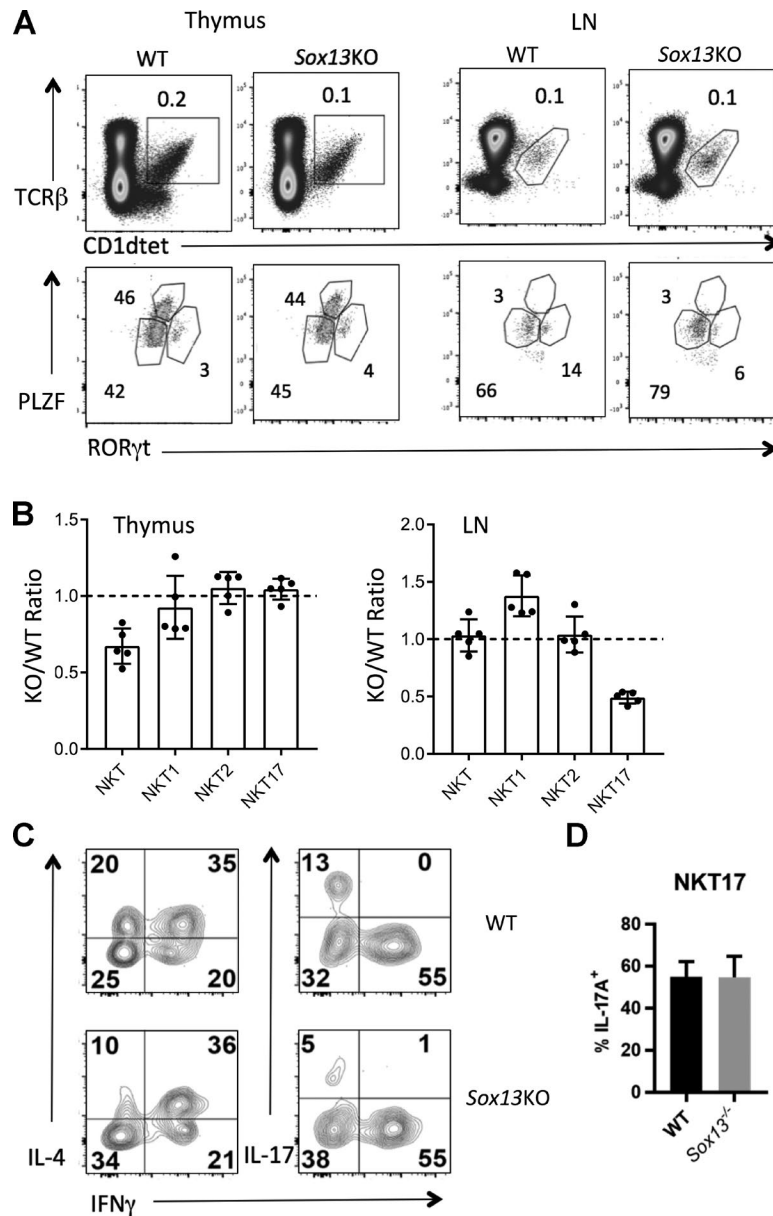 A
Thymus
LN
WT
Sox13KO
WT
Sox13KO
0.2
0.1
0.1
0.1
TCRβ
CD1dtet
46
44
3
3
3
4
14
6
42
45
66
79
PLZF
RORγt
B
Thymus
LN
KO/WT Ratio
1.5
1.0
0.5
0.0
NKT
NKT1
NKT2
NKT17
KO/WT Ratio
2.0
1.5
1.0
0.5
0.0
NKT
NKT1
NKT2
NKT17
C
20
35
25
20
13
0
32
55
WT
10
36
34
21
5
1
38
55
Sox13KO
IL-4
IL-17
IFNγ
D
NKT17
% IL-17A+
80
60
40
20
0
WT
Sox13-/-